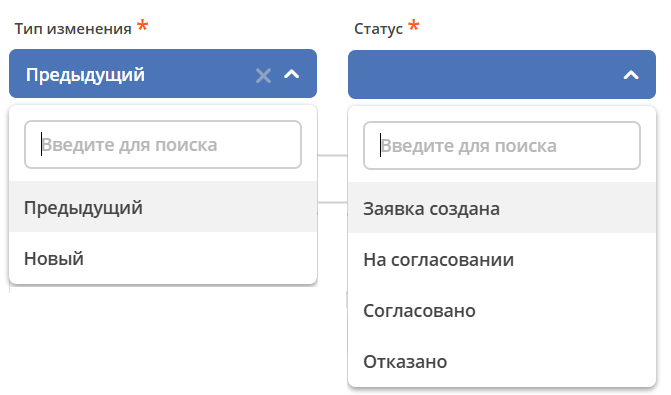 Тип изменения *
Предыдущий
Введите для поиска
Предыдущий
Новый
Статус *
Введите для поиска
Заявка создана
На согласовании
Согласовано
Отказано